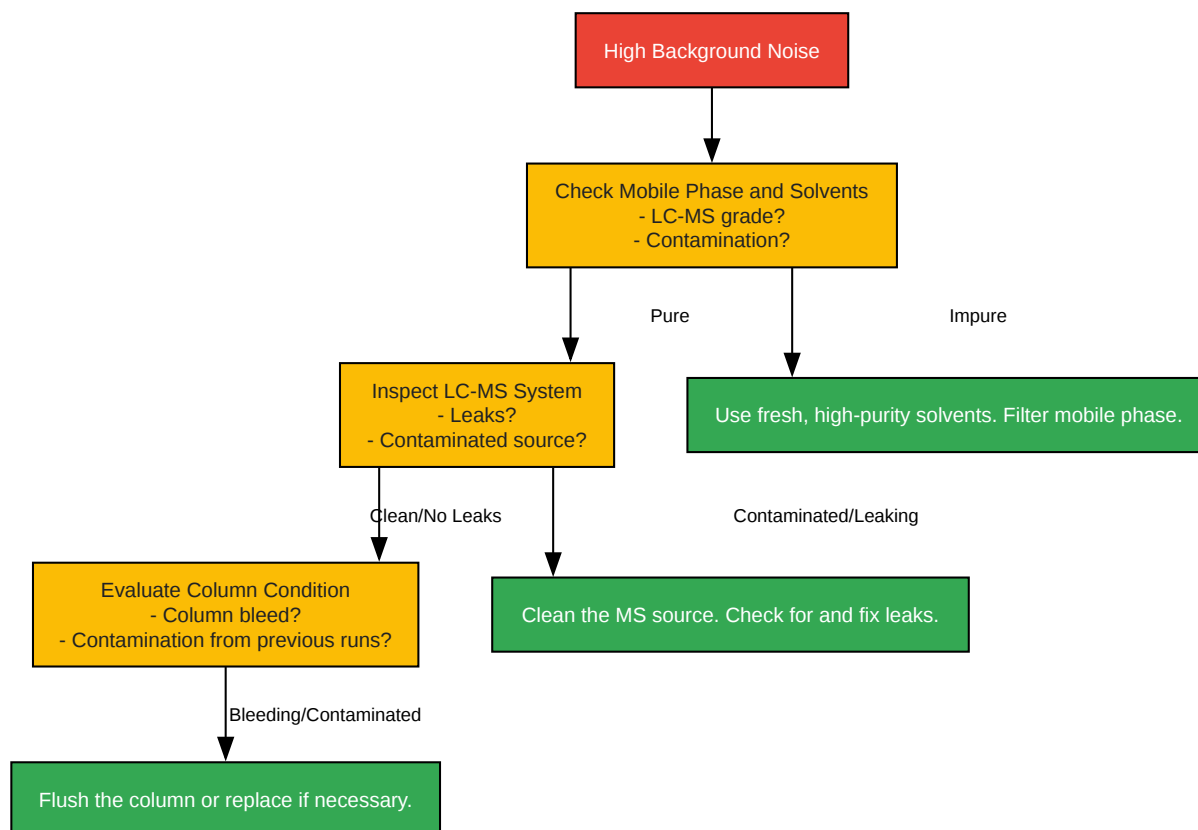 High Background Noise
Check Mobile Phase and Solvents
- LC-MS grade?
- Contamination?
Pure
Impure
Inspect LC-MS System
- Leaks?
- Contaminated source?
Use fresh, high-purity solvents. Filter mobile phase.
Clean/No Leaks
Contaminated/Leaking
Evaluate Column Condition
- Column bleed?
- Contamination from previous runs?
Clean the MS source. Check for and fix leaks.
Bleeding/Contaminated
Flush the column or replace if necessary.